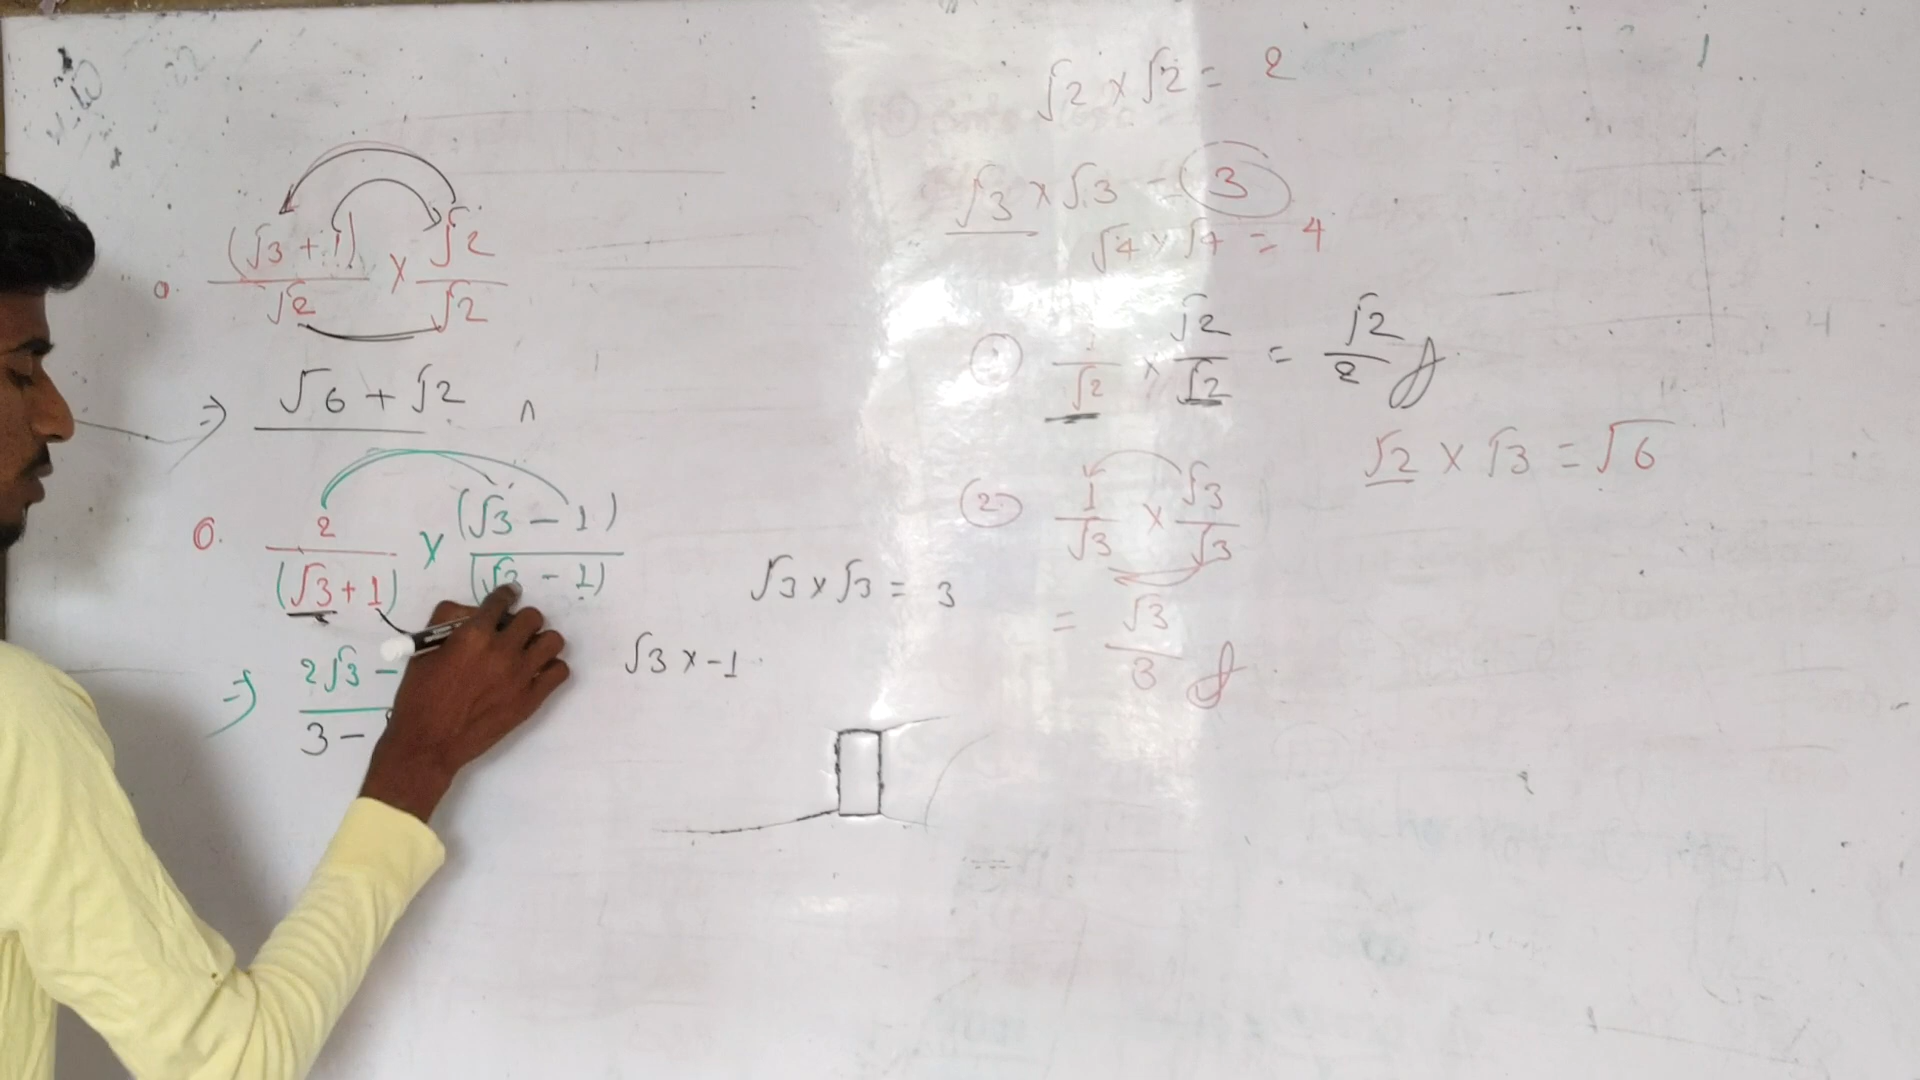 (√3 + 1) / √2 × √2 / √2
⇒ √6 + √2
2 / (√3 + 1) × (√3 − 1) / (√3 − 1)
⇒ 2√3 − / 3 −
√3 × √3 = 3
√3 × −1
√2 × √2 = 2
√3 × √3 = 3
√4 × √4 = 4
① 1 / √2 × √2 / √2 = √2 / 2
√2 × √3 = √6
② 1 / √3 × √3 / √3
= √3 / 3